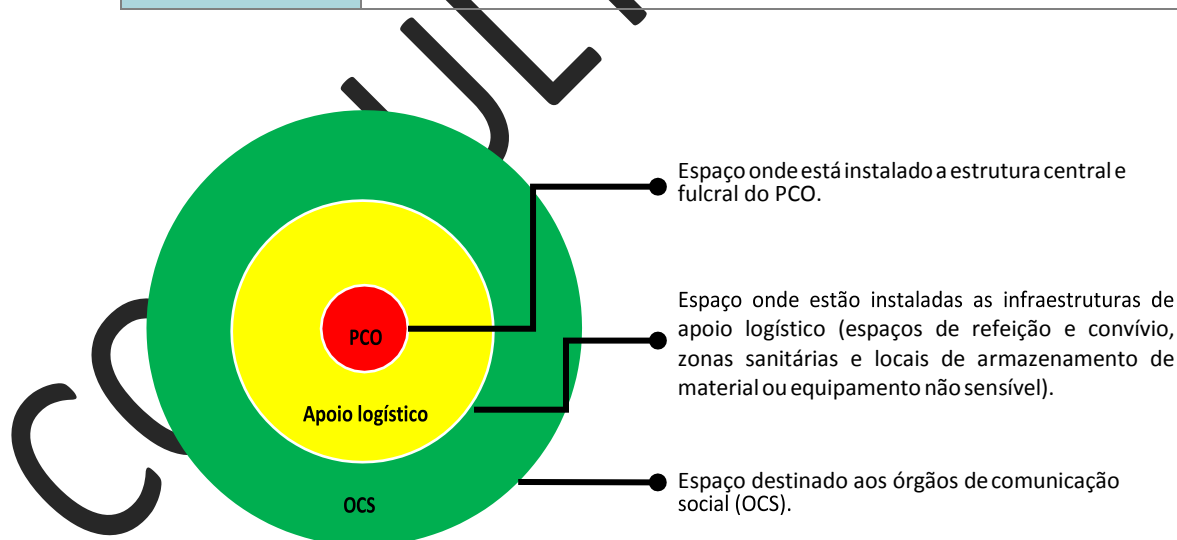 Espaço onde está instalado a estrutura central e
fulcral do PCO.
PCO
Espaço onde estão instaladas as infraestruturas de
apoio logístico (espaços de refeição e convívio,
zonas sanitárias e locais de armazenamento de
material ou equipamento não sensível).
Apoio logístico
Espaço destinado aos órgãos de comunicação
social (OCS).
OCS